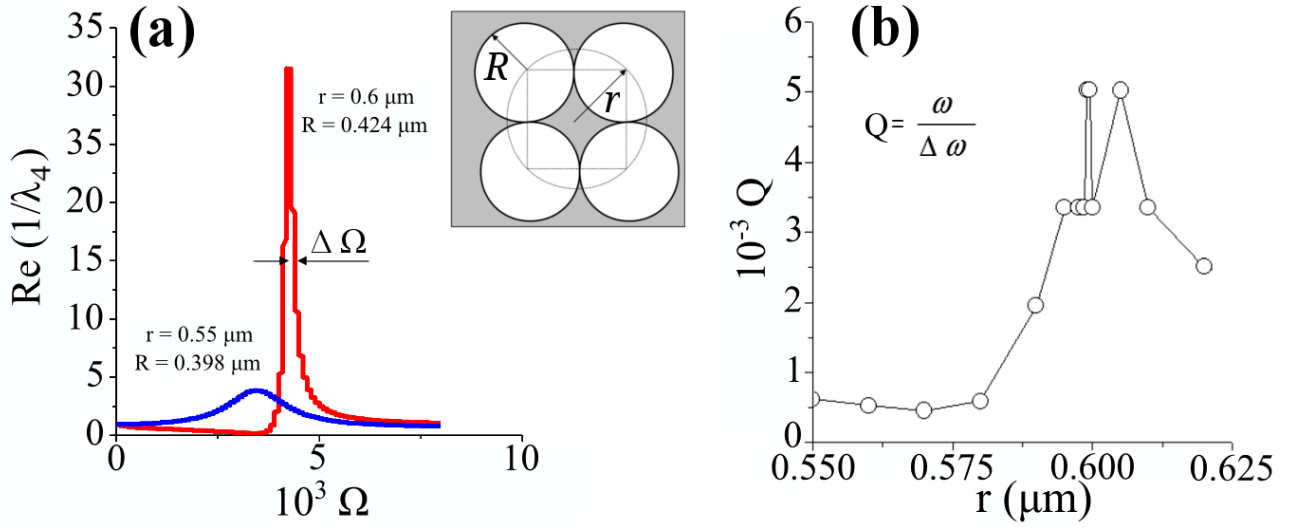 (a)
35
30
25
20
15
10
5
0
Re (1/λ₄)
0
5
10
10³ Ω
r = 0.6 μm
R = 0.424 μm
Δ Ω
r = 0.55 μm
R = 0.398 μm
R
r
(b)
6
5
4
3
2
1
0
10⁻³ Q
Q= ω / Δ ω
0.550
0.575
0.600
0.625
r (μm)